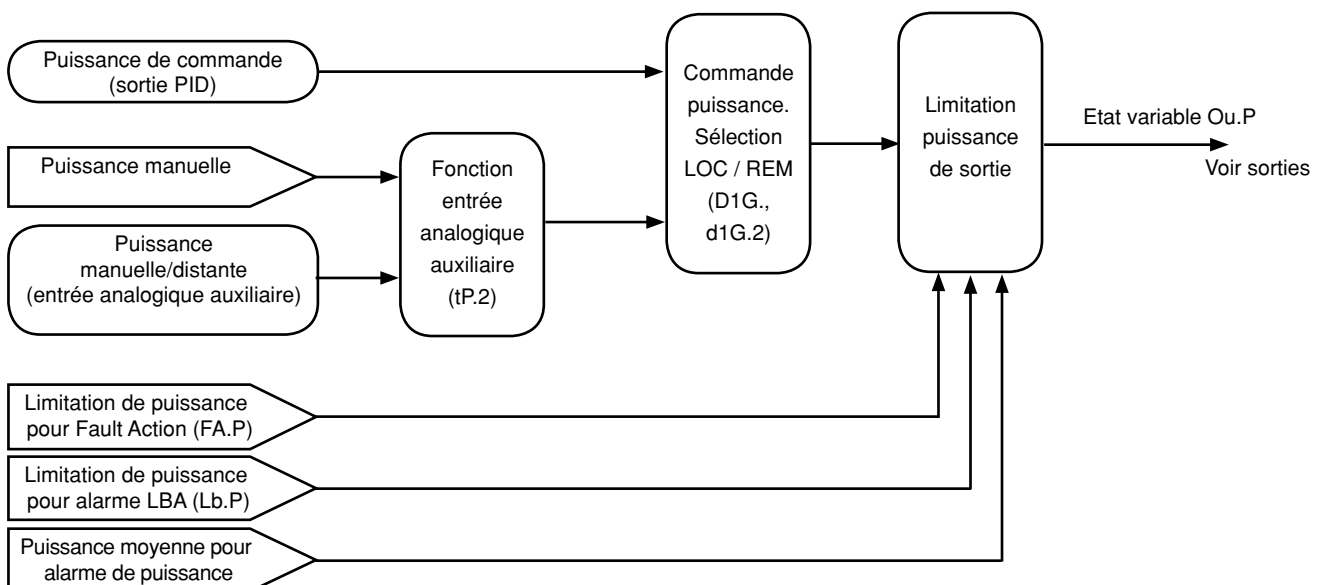 Puissance de commande
(sortie PID)
Puissance manuelle
Puissance
manuelle/distante
(entrée analogique auxiliaire)
Fonction
entrée
analogique
auxiliaire
(tP.2)
Commande
puissance.
Sélection
LOC / REM
(D1G.,
d1G.2)
Limitation
puissance
de sortie
Etat variable Ou.P
Voir sorties
Limitation de puissance
pour Fault Action (FA.P)
Limitation de puissance
pour alarme LBA (Lb.P)
Puissance moyenne pour
alarme de puissance